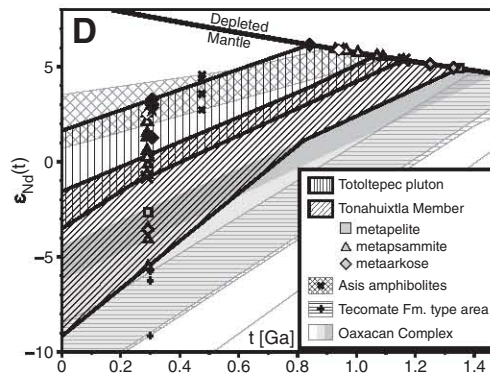 D
Depleted
Mantle
εNd(t)
5
0
-5
-10
0
0.2
0.4
0.6
0.8
1.0
1.2
1.4
t [Ga]
Totoltepec pluton
Tonahuixtla Member
metapelite
metapsammite
metaarkose
Asis amphibolites
Tecomate Fm. type area
Oaxacan Complex